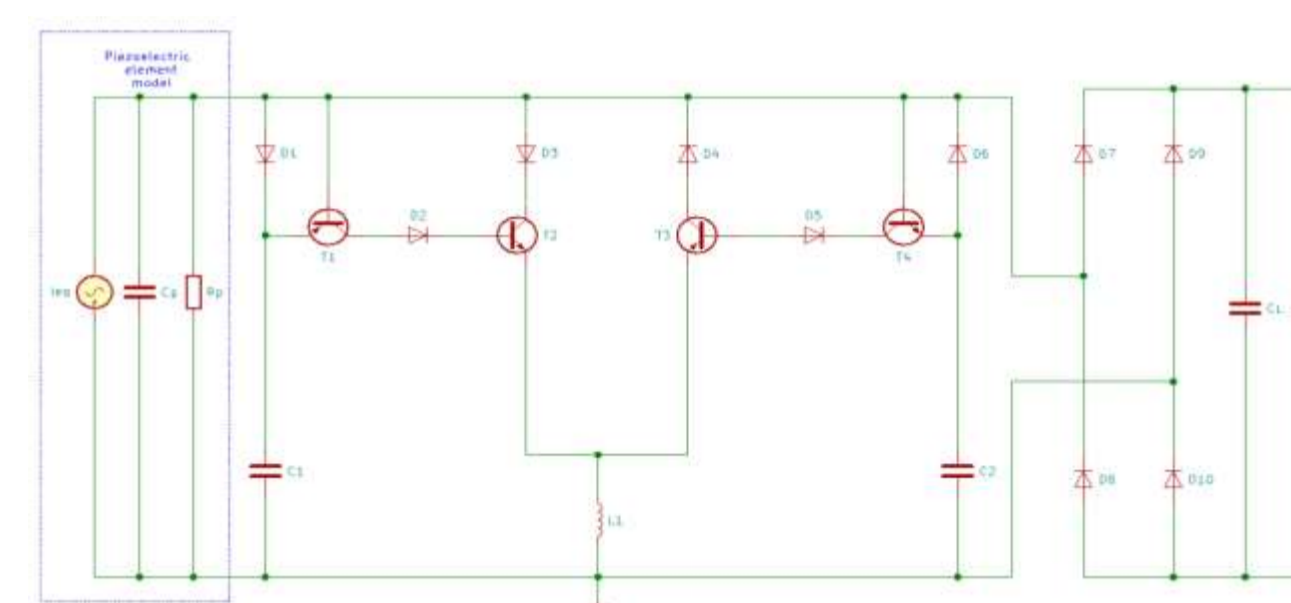 Piezoelectric
element
model
D1
D3
D4
D6
D7
D9
D2
D5
T1
T2
T3
T4
Cp
Rp
CL
C1
C2
D8
D10
L1